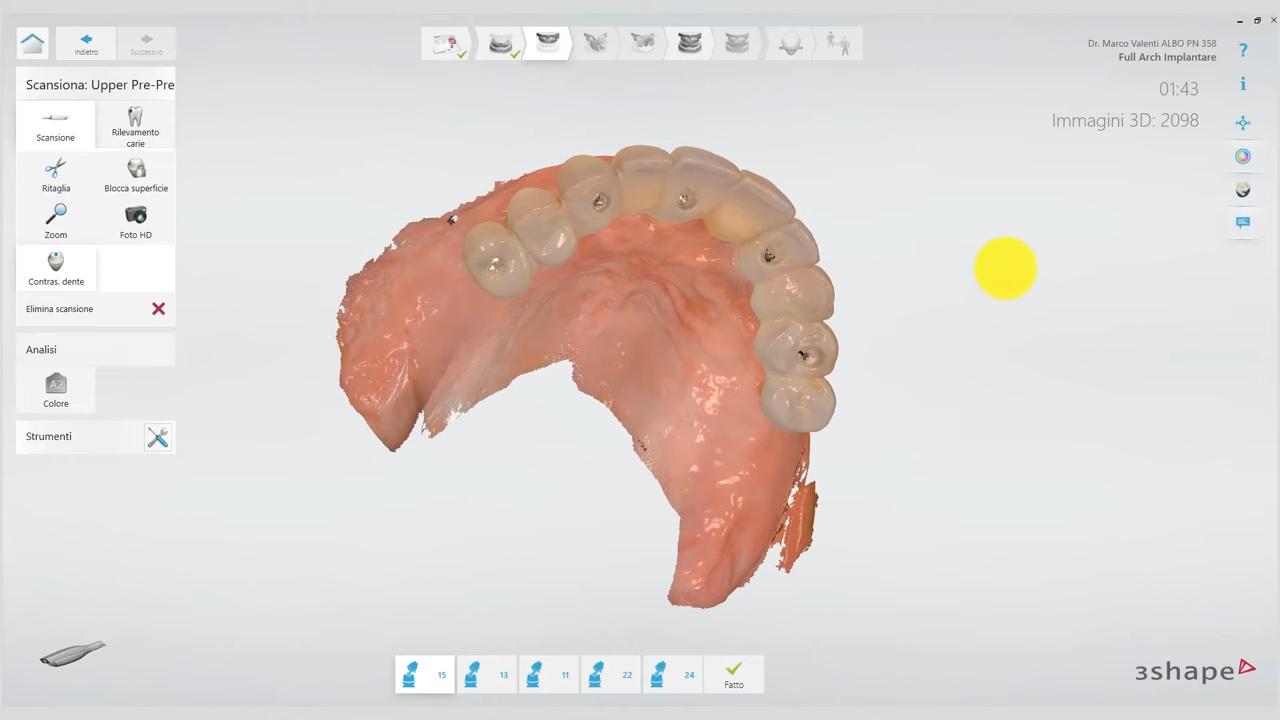 Indietro
Successivo
Dr. Marco Valenti ALBO PN 358
Full Arch Implantare
?
i
Scansiona: Upper Pre-Pre
01:43
Immagini 3D: 2098
Scansione
Rilevamento
carie
Ritaglia
Blocca superficie
Zoom
Foto HD
Contras. dente
Elimina scansione
Analisi
A2
Colore
Strumenti
15
13
11
22
24
Fatto
3shape